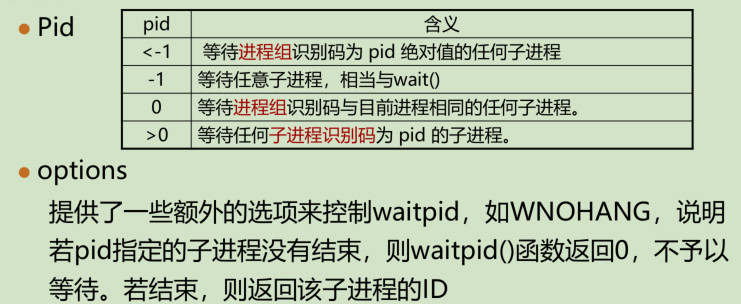 Pid
pid 含义
<-1 等待进程组识别码为 pid 绝对值的任何子进程
-1 等待任意子进程，相当与wait()
0 等待进程组识别码与目前进程相同的任何子进程。
>0 等待任何子进程识别码为 pid 的子进程。
options
提供了一些额外的选项来控制waitpid，如WNOHANG，说明
若pid指定的子进程没有结束，则waitpid()函数返回0，不予以
等待。若结束，则返回该子进程的ID